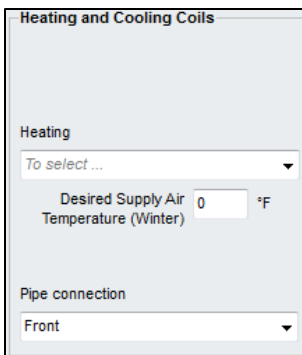 Heating and Cooling Coils
Heating
To select ...
Desired Supply Air
Temperature (Winter) 0 °F
Pipe connection
Front